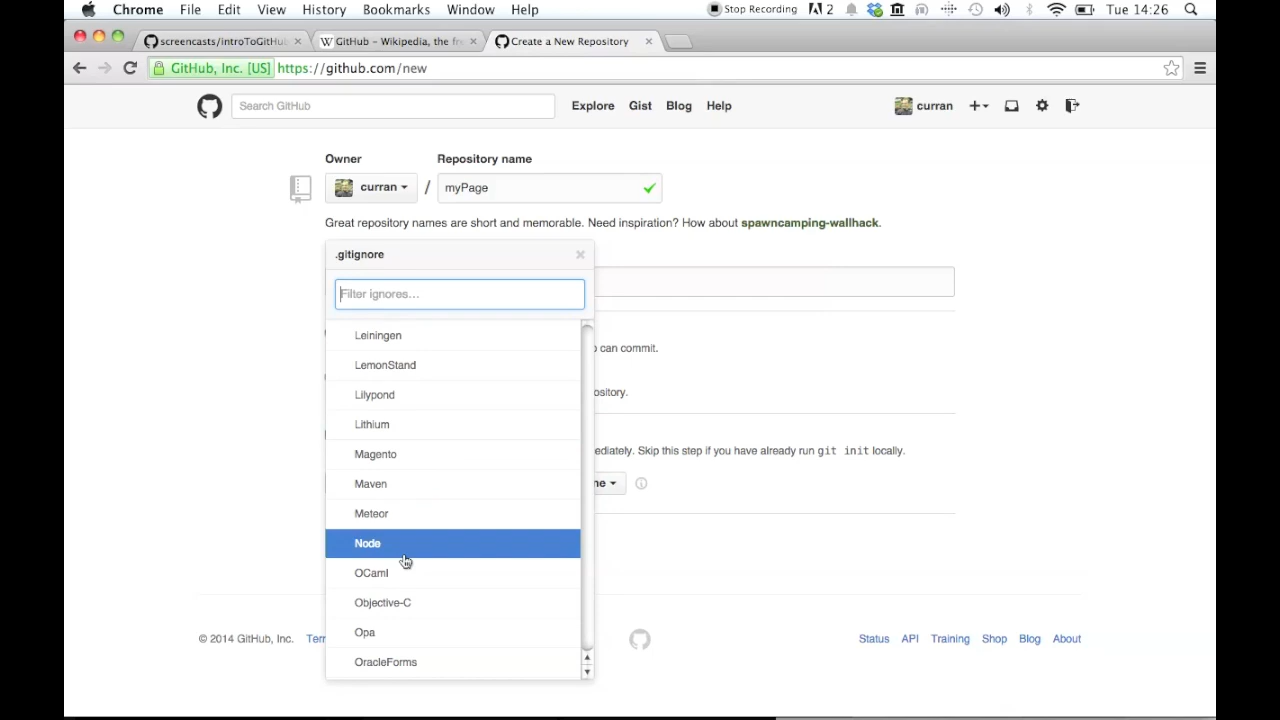 Chrome File Edit View History Bookmarks Window Help Stop Recording 2 Tue 14:26
screencasts/introToGitHub GitHub - Wikipedia, the fre Create a New Repository
GitHub, Inc. [US] https://github.com/new
Search GitHub Explore Gist Blog Help curran
Owner Repository name
curran / myPage
Great repository names are short and memorable. Need inspiration? How about spawncamping-wallhack.
.gitignore
Filter ignores...
Leiningen
o can commit.
LemonStand
ository.
Lilypond
Lithium
Magento
ediately. Skip this step if you have already run git init locally.
Maven
ne
Meteor
Node
OCaml
Objective-C
Opa
© 2014 GitHub, Inc. Terr Status API Training Shop Blog About
OracleForms